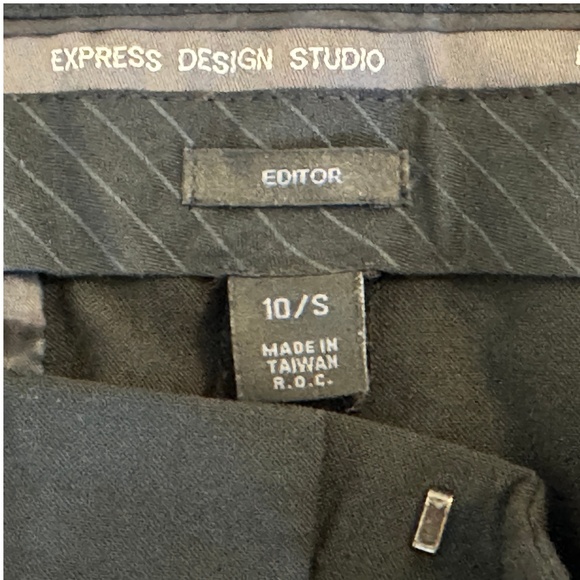 EXPRESS DESIGN STUDIO
EDITOR
10/S
MADE IN
TAIWAN
R.O.C.